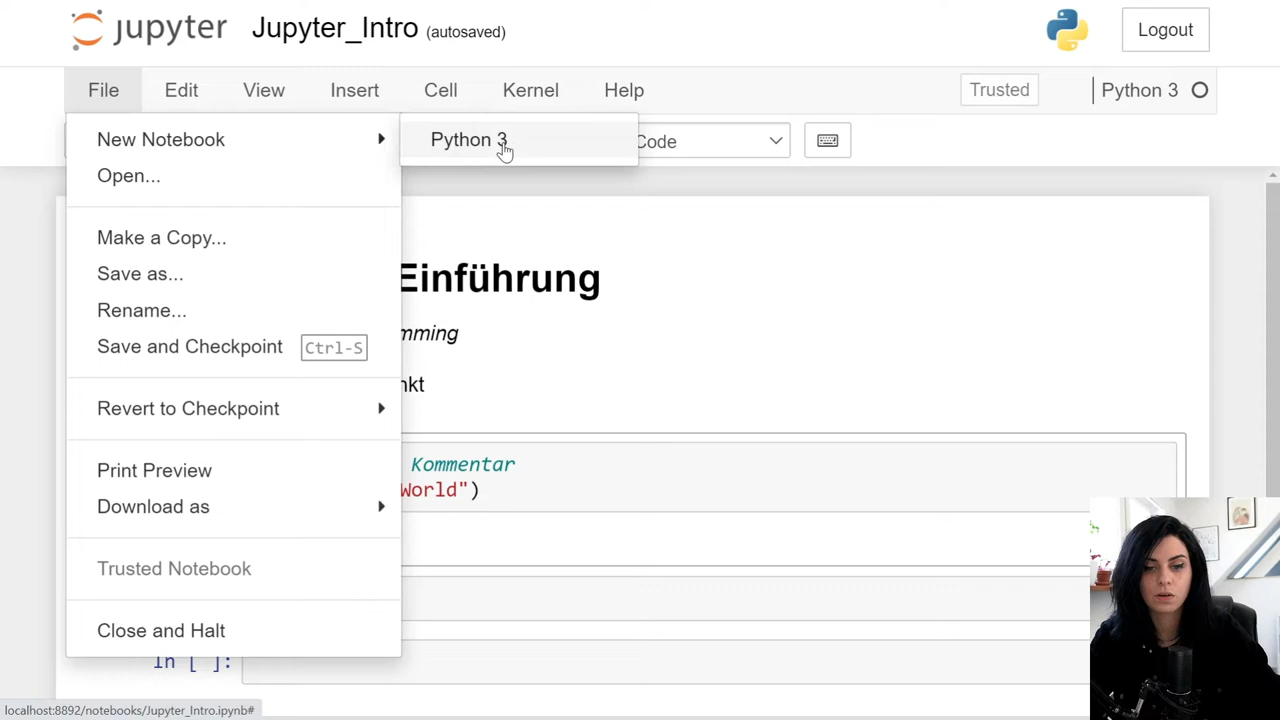 jupyter Jupyter_Intro (autosaved) Logout
File Edit View Insert Cell Kernel Help Trusted Python 3
New Notebook Python 3 Code
Open...
Make a Copy...
Einführung
Save as...
Rename... mming
Save and Checkpoint Ctrl-S
nkt
Revert to Checkpoint
Print Preview Kommentar
World")
Download as
Trusted Notebook
Close and Halt
In [ ]:
localhost:8892/notebooks/Jupyter_Intro.ipynb#